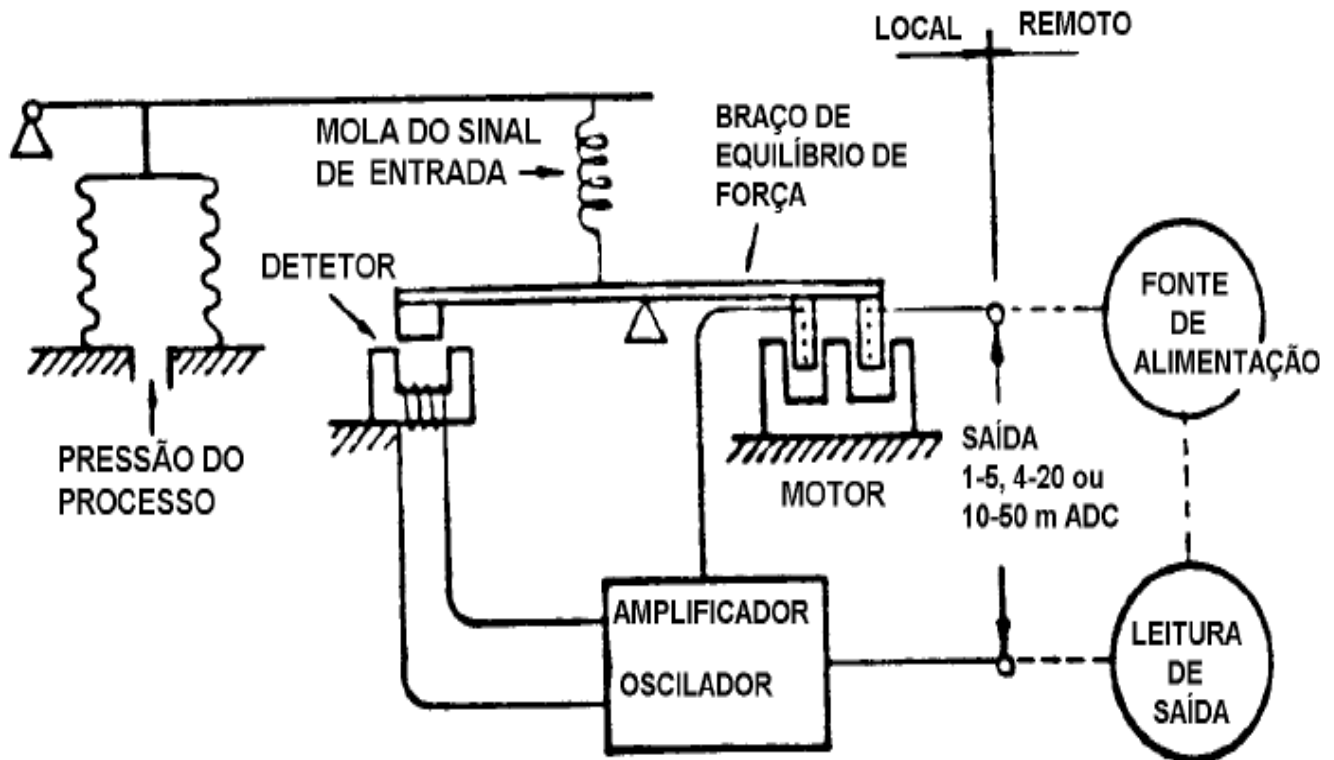 LOCAL
REMOTO
MOLA DO SINAL
DE ENTRADA
BRAÇO DE
EQUILÍBRIO DE
FORÇA
DETETOR
FONTE
DE
ALIMENTAÇÃO
PRESSÃO DO
PROCESSO
MOTOR
SAÍDA
1-5, 4-20 ou
10-50 m ADC
AMPLIFICADOR
OSCILADOR
LEITURA
DE
SAÍDA